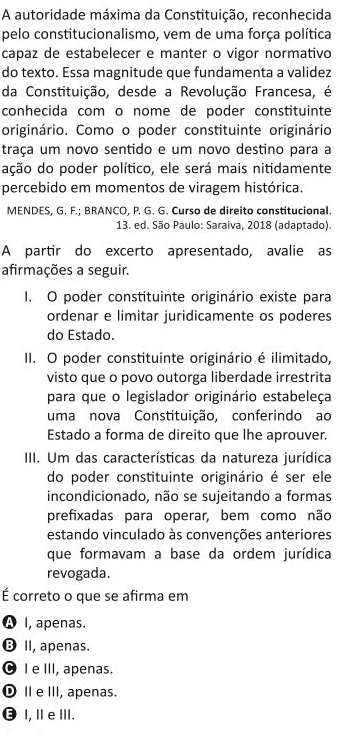 A autoridade máxima da Constituição, reconhecida
pelo constitucionalismo, vem de uma força política
capaz de estabelecer e manter o vigor normativo
do texto. Essa magnitude que fundamenta a validez
da Constituição, desde a Revolução Francesa, é
conhecida com o nome de poder constituinte
originário. Como o poder constituinte originário
traça um novo sentido e um novo destino para a
ação do poder político, ele será mais nitidamente
percebido em momentos de viragem histórica.
MENDES, G. F.; BRANCO, P. G. G. Curso de direito constitucional.
13. ed. São Paulo: Saraiva, 2018 (adaptado).
A partir do excerto apresentado, avalie as
afirmações a seguir.
I. O poder constituinte originário existe para
ordenar e limitar juridicamente os poderes
do Estado.
II. O poder constituinte originário é ilimitado,
visto que o povo outorga liberdade irrestrita
para que o legislador originário estabeleça
uma nova Constituição, conferindo ao
Estado a forma de direito que lhe aprouver.
III. Um das características da natureza jurídica
do poder constituinte originário é ser ele
incondicionado, não se sujeitando a formas
prefixadas para operar, bem como não
estando vinculado às convenções anteriores
que formavam a base da ordem jurídica
revogada.
É correto o que se afirma em
A I, apenas.
B II, apenas.
C I e III, apenas.
D II e III, apenas.
E I, II e III.